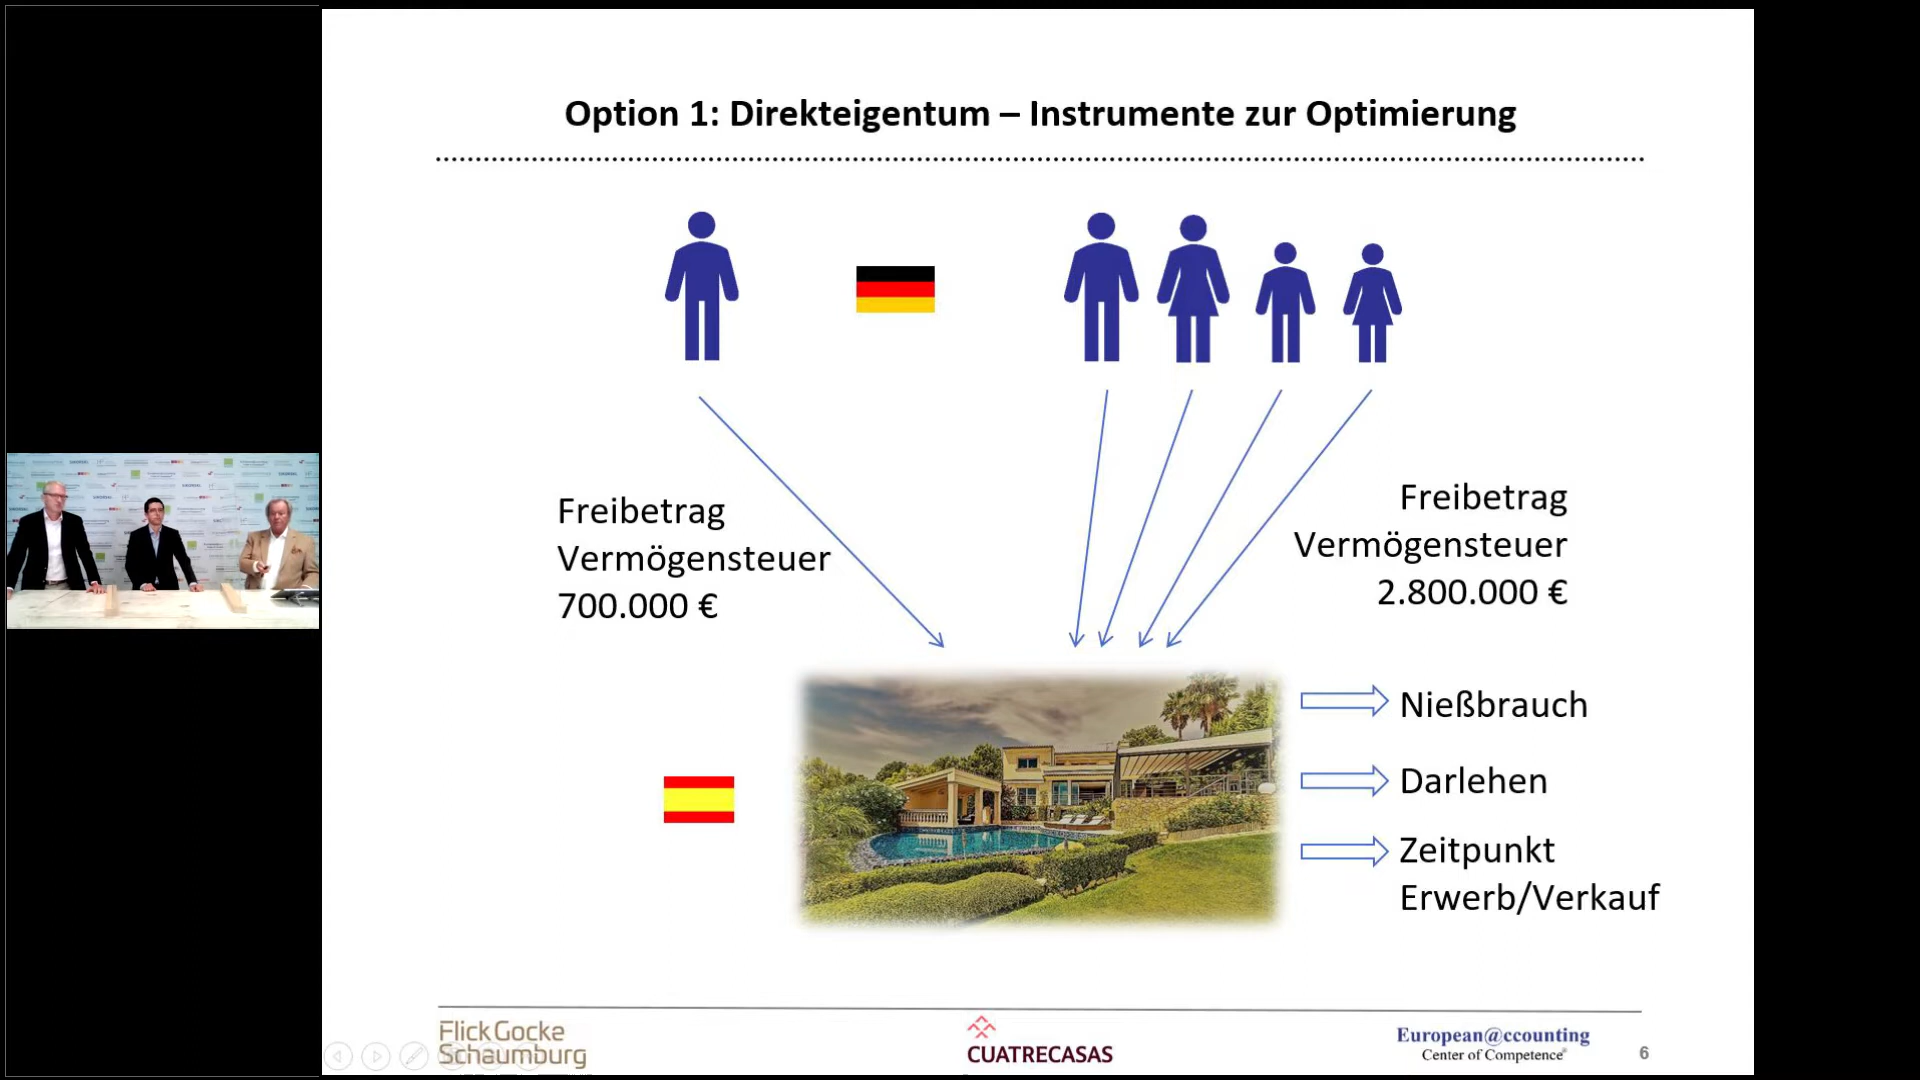 Option 1: Direkteigentum – Instrumente zur Optimierung
Freibetrag
Vermögensteuer
700.000 €
Freibetrag
Vermögensteuer
2.800.000 €
Nießbrauch
Darlehen
Zeitpunkt
Erwerb/Verkauf
Flick Gocke
Schaumburg
CUATRECASAS
European@ccounting
Center of Competence®
6